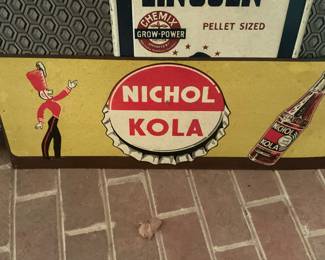 LINCOLN
CHEMIX
GROW-POWER
PELLET SIZED
NICHOL
KOLA
NICHOL
KOLA